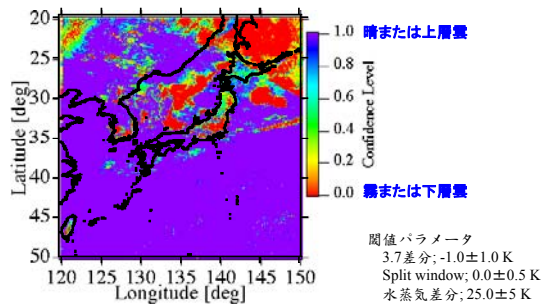 20
25
30
35
40
45
50
Latitude [deg]
120 125 130 135 140 145 150
Longitude [deg]
1.0
0.8
0.6
0.4
0.2
0.0
Confidence Level
晴または上層雲
霧または下層雲
閾値パラメータ
3.7差分; -1.0±1.0 K
Split window; 0.0±0.5 K
水蒸気差分; 25.0±5 K